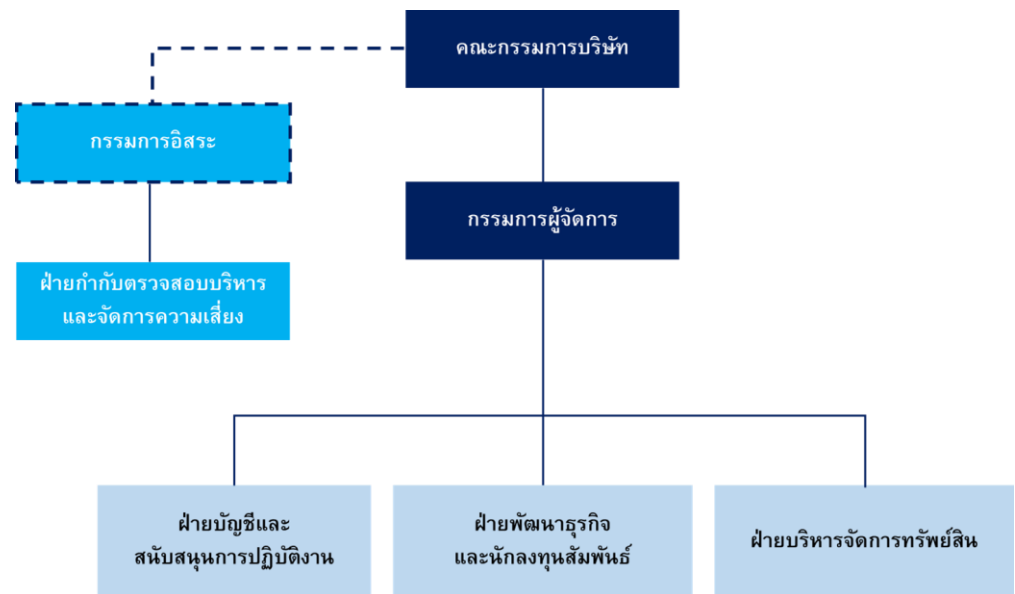 คณะกรรมการบริษัท
กรรมการอิสระ
กรรมการผู้จัดการ
ฝ่ายกำกับตรวจสอบบริหาร
และจัดการความเสี่ยง
ฝ่ายบัญชีและ
สนับสนุนการปฏิบัติงาน
ฝ่ายพัฒนาธุรกิจ
และนักลงทุนสัมพันธ์
ฝ่ายบริหารจัดการทรัพย์สิน